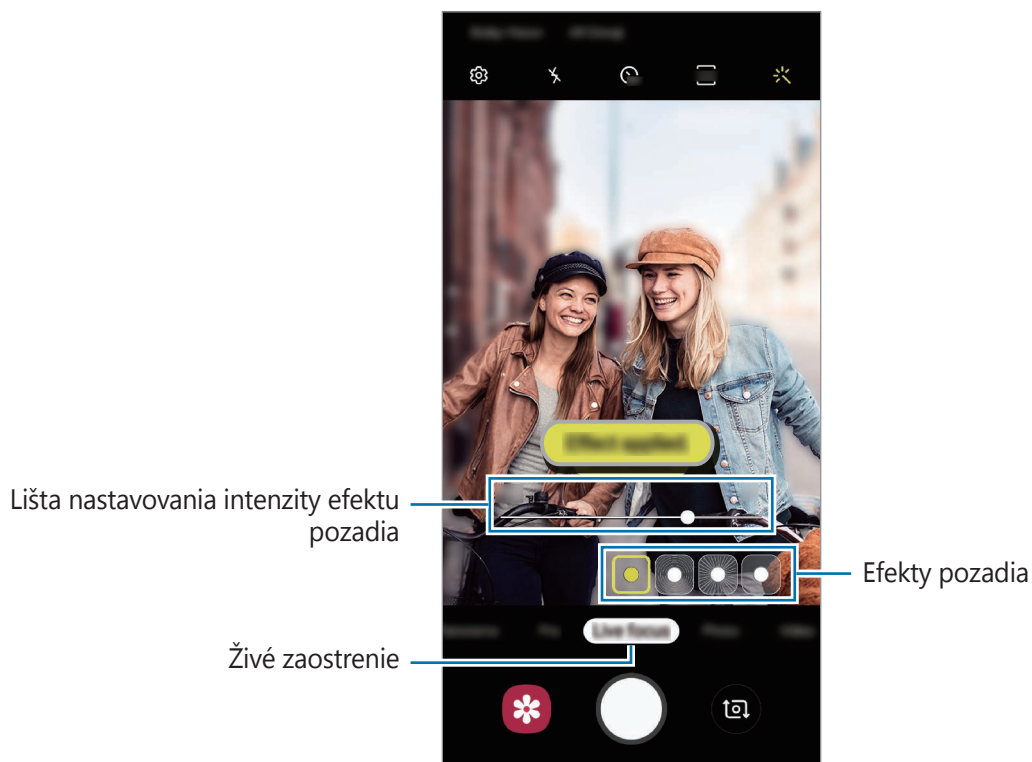 Effect applied.
Lišta nastavovania intenzity efektu
pozadia
Efekty pozadia
Live focus
Živé zaostrenie